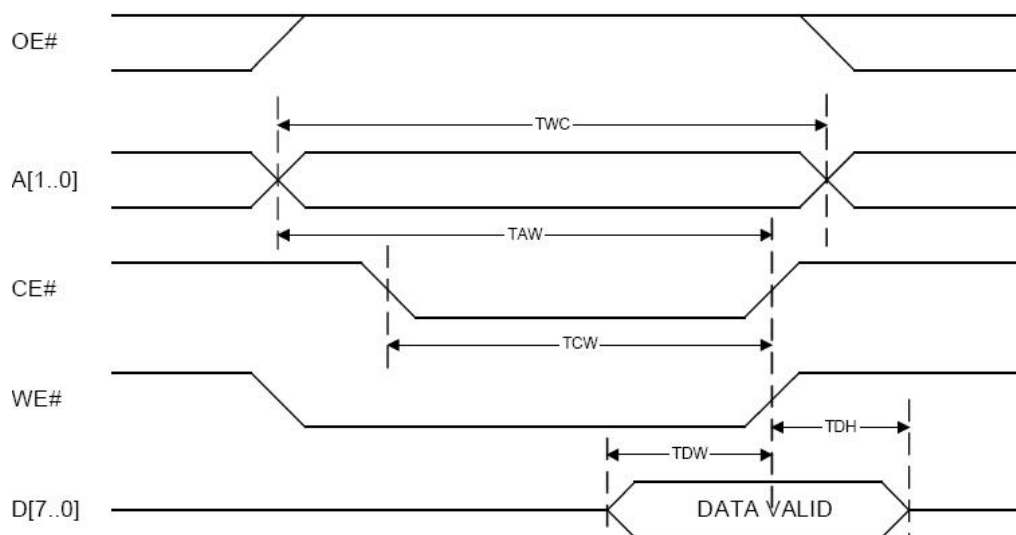 OE#
TWC
A[1..0]
TAW
CE#
TCW
WE#
TDH
TDW
D[7..0]
DATA VALID